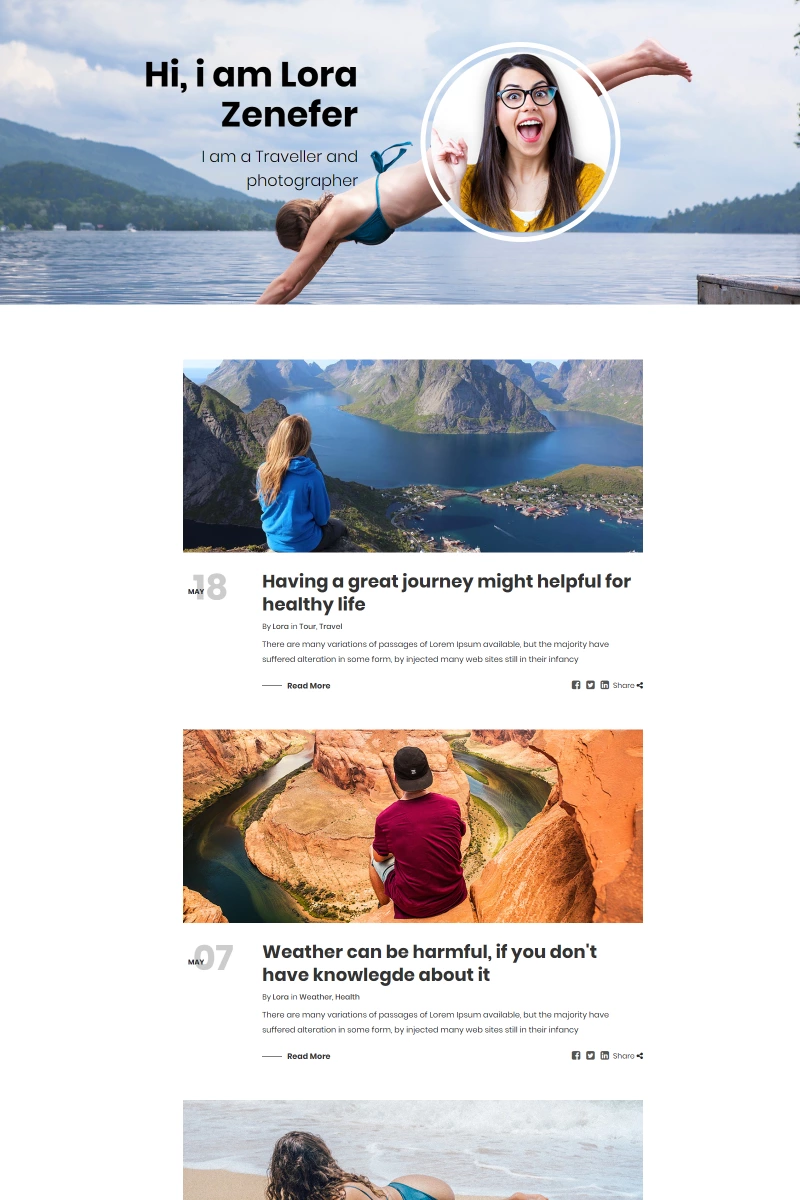 Hi, i am Lora
Zenefer
I am a Traveller and
photographer
18
MAY
Having a great journey might helpful for
healthy life
By Lora in Tour, Travel
There are many variations of passages of Lorem Ipsum available, but the majority have
suffered alteration in some form, by injected many web sites still in their infancy
Read More
Share
07
MAY
Weather can be harmful, if you don't
have knowlegde about it
By Lora in Weather, Health
There are many variations of passages of Lorem Ipsum available, but the majority have
suffered alteration in some form, by injected many web sites still in their infancy
Read More
Share